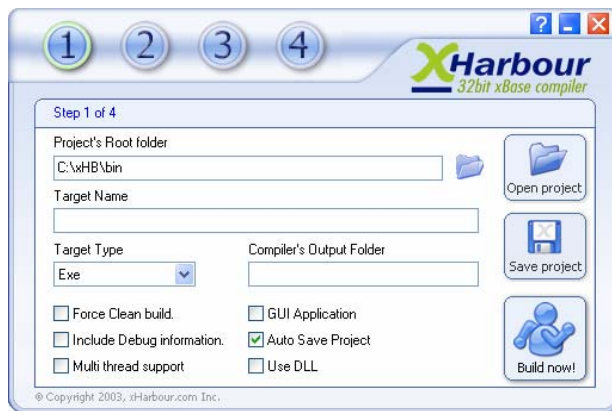 1 2 3 4
?
xHarbour
32bit xBase compiler
Step 1 of 4
Project's Root folder
C:\xHB\bin
Open project
Target Name
Target Type
Compiler's Output Folder
Exe
Save project
Force Clean build.
GUI Application
Include Debug information.
Auto Save Project
Multi thread support
Use DLL
Build now!
© Copyright 2003, xHarbour.com Inc.